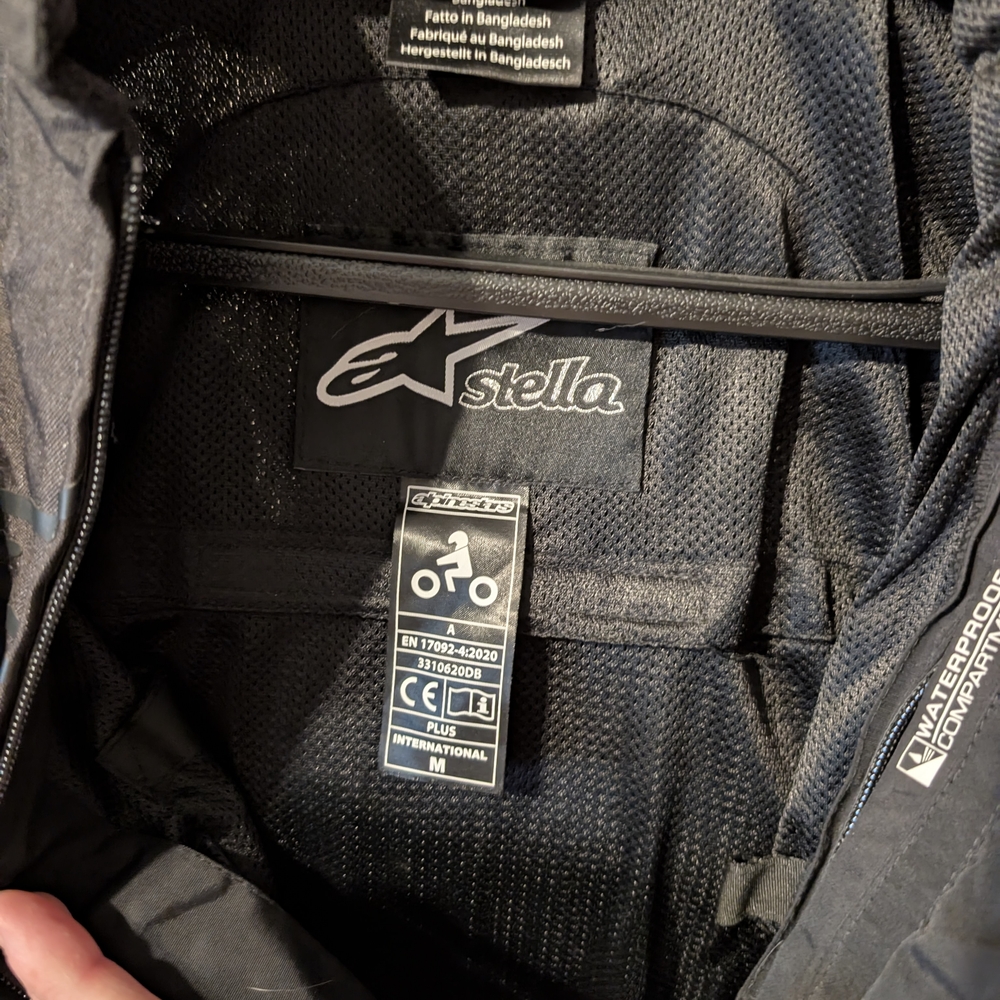 Bangladesh
Fatto in Bangladesh
Fabriqué au Bangladesh
Hergestellt in Bangladesch
stella
alpinestars
A
EN 17092-4:2020
3310620DB
CE
i
PLUS
INTERNATIONAL
M
WATERPROOF